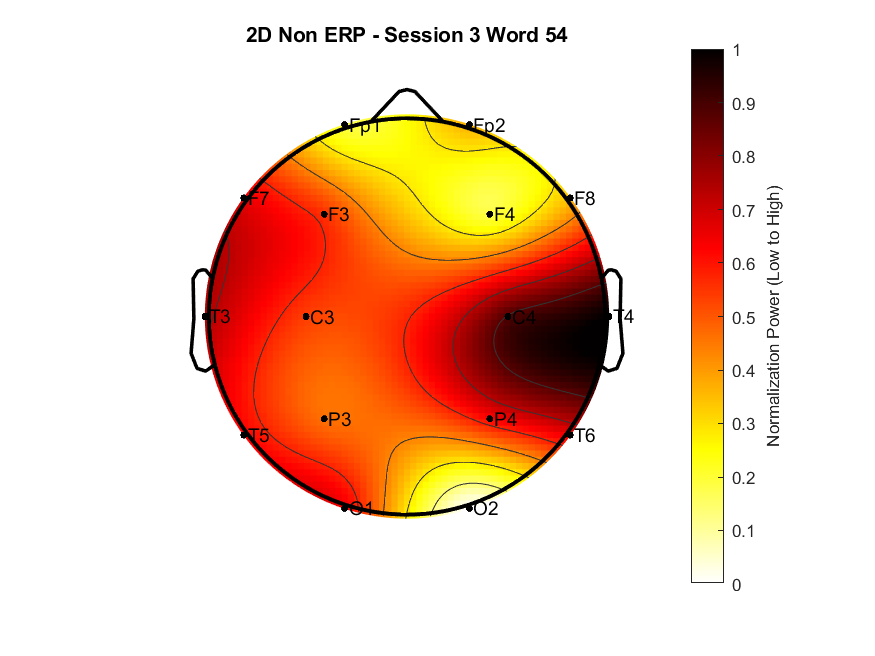 2D Non ERP - Session 3 Word 54
Fp1 Fp2
F7 F3 F4 F8
T3 C3 C4 T4
T5 P3 P4 T6
O1 O2
1
0.9
0.8
0.7
0.6
0.5
0.4
0.3
0.2
0.1
0
Normalization Power (Low to High)